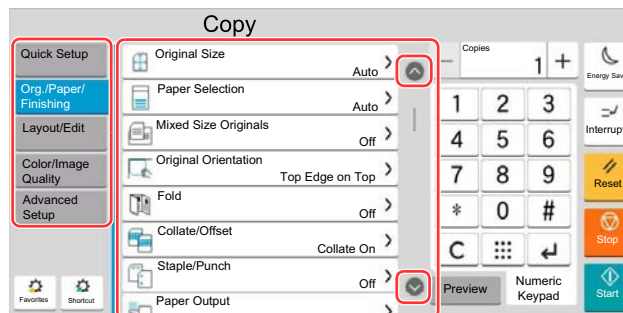 Copy
Quick Setup
Org./Paper/
Finishing
Layout/Edit
Color/Image
Quality
Advanced
Setup
Favorites
Shortcut
Original Size
Auto
Paper Selection
Auto
Mixed Size Originals
Off
Original Orientation
Top Edge on Top
Fold
Off
Collate/Offset
Collate On
Staple/Punch
Off
Paper Output
Copies
− 1 +
1 2 3
4 5 6
7 8 9
* 0 #
C
Preview
Numeric
Keypad
Energy Sav
Interrupt
Reset
Stop
Start